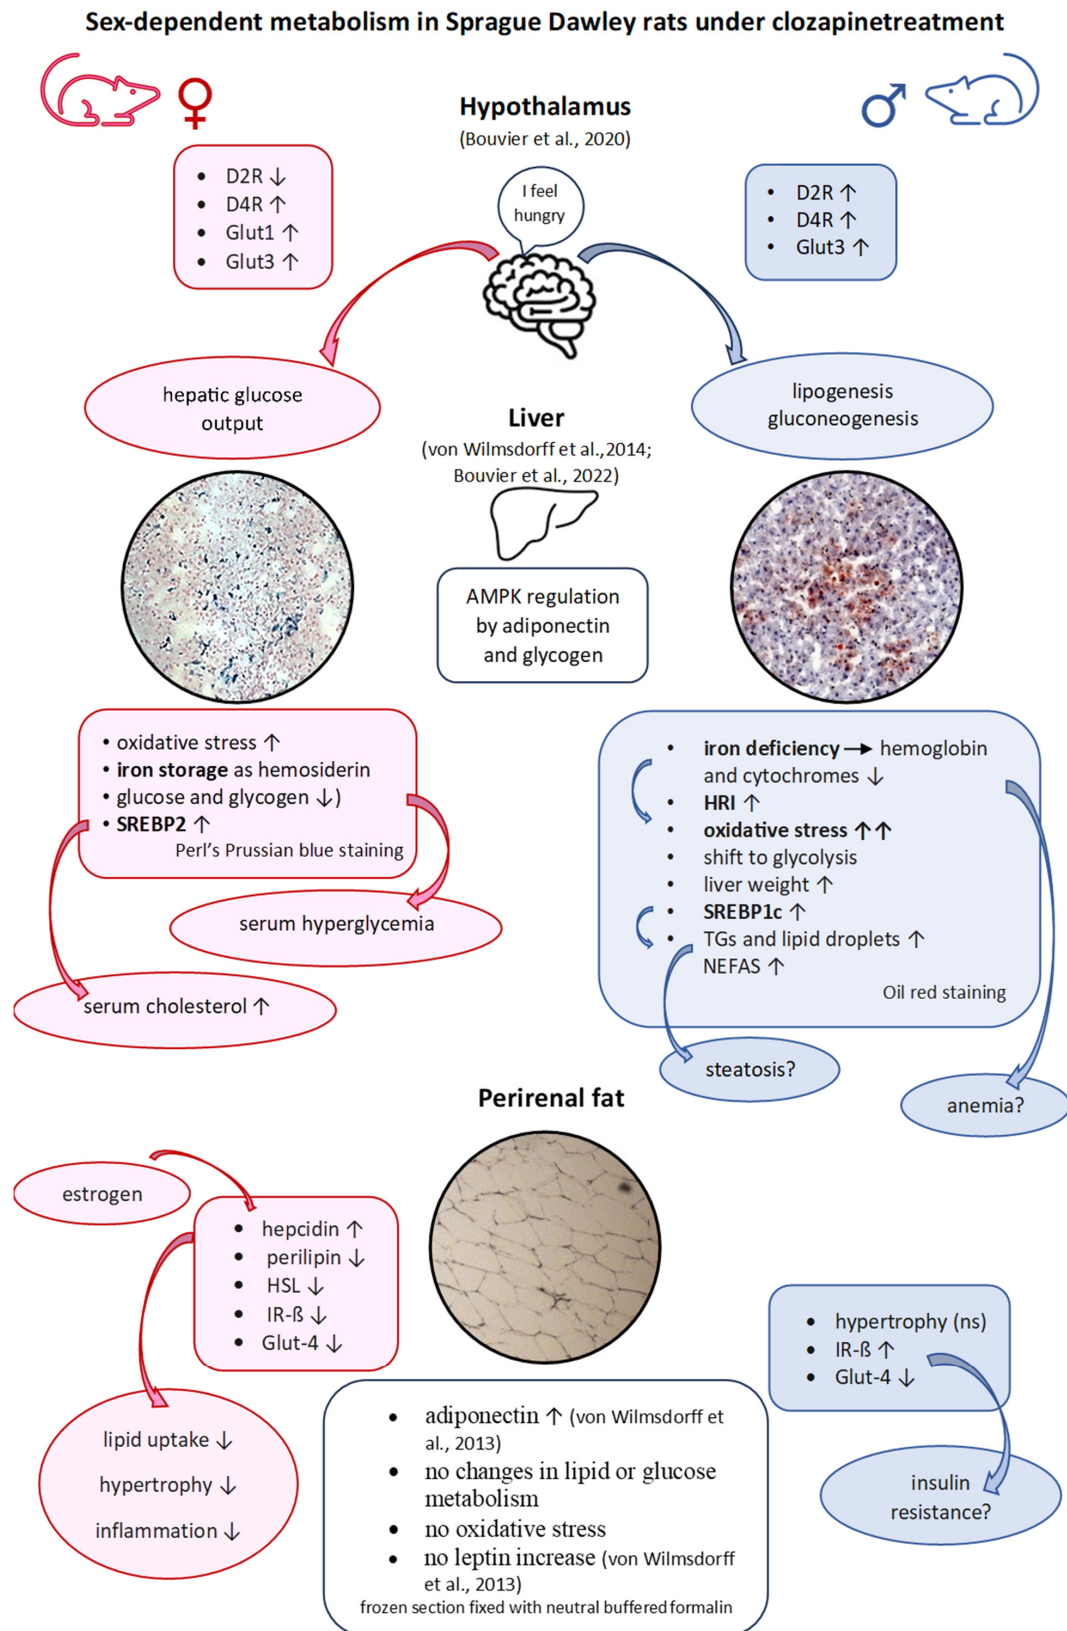 Sex-dependent metabolism in Sprague Dawley rats under clozapinetreatment
♀
♂
Hypothalamus
(Bouvier et al., 2020)
• D2R ↓
• D4R ↑
• Glut1 ↑
• Glut3 ↑
I feel
hungry
• D2R ↑
• D4R ↑
• Glut3 ↑
hepatic glucose
output
lipogenesis
gluconeogenesis
Liver
(von Wilmsdorff et al.,2014;
Bouvier et al., 2022)
AMPK regulation
by adiponectin
and glycogen
• oxidative stress ↑
• iron storage as hemosiderin
• glucose and glycogen ↓)
• SREBP2 ↑
Perl's Prussian blue staining
serum hyperglycemia
serum cholesterol ↑
• iron deficiency → hemoglobin
and cytochromes ↓
• HRI ↑
• oxidative stress ↑↑
• shift to glycolysis
• liver weight ↑
• SREBP1c ↑
• TGs and lipid droplets ↑
NEFAS ↑
Oil red staining
steatosis?
anemia?
Perirenal fat
estrogen
• hepcidin ↑
• perilipin ↓
• HSL ↓
• IR-ß ↓
• Glut-4 ↓
lipid uptake ↓
hypertrophy ↓
inflammation ↓
• adiponectin ↑ (von Wilmsdorff et
al., 2013)
• no changes in lipid or glucose
metabolism
• no oxidative stress
• no leptin increase (von Wilmsdorff
et al., 2013)
frozen section fixed with neutral buffered formalin
• hypertrophy (ns)
• IR-ß ↑
• Glut-4 ↓
insulin
resistance?